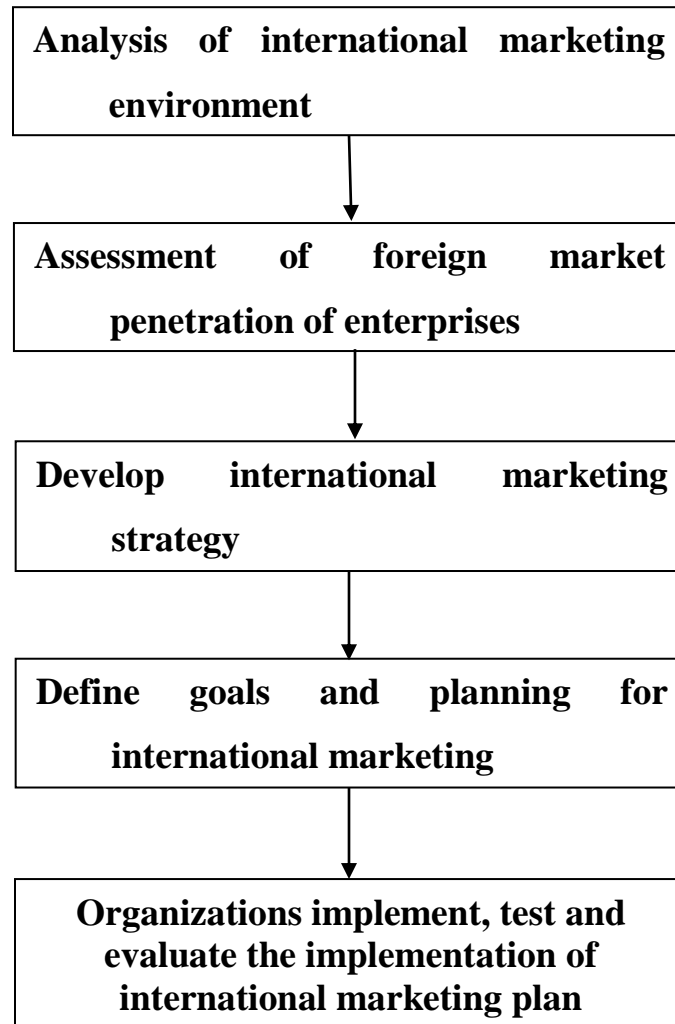 Analysis of international marketing
environment
Assessment of foreign market
penetration of enterprises
Develop international marketing
strategy
Define goals and planning for
international marketing
Organizations implement, test and
evaluate the implementation of
international marketing plan